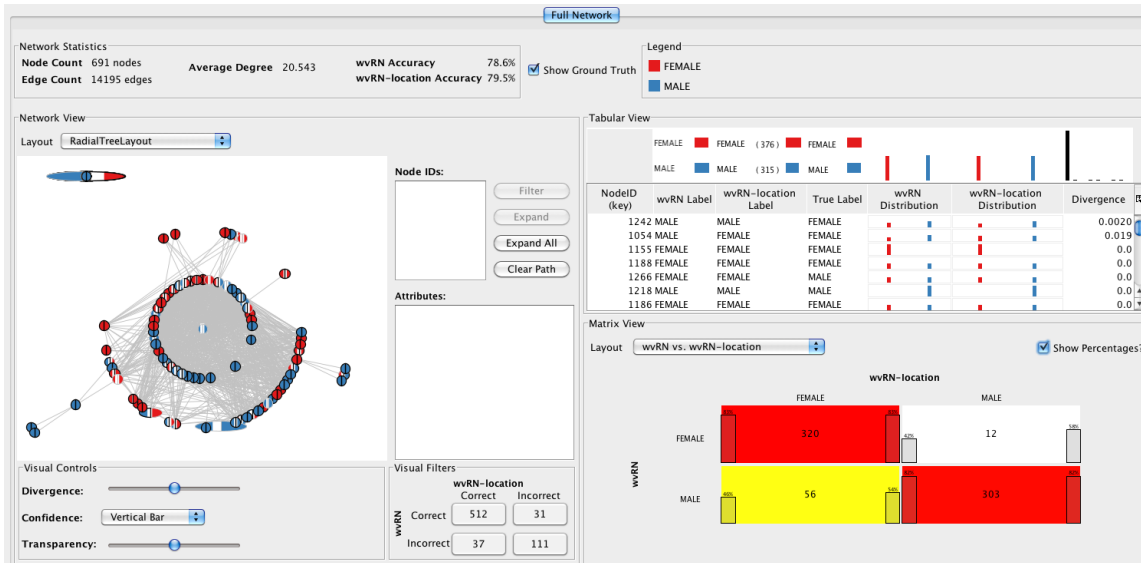 Full Network
Network Statistics
Node Count 691 nodes
Edge Count 14195 edges
Average Degree 20.543
wvRN Accuracy 78.6%
wvRN-location Accuracy 79.5%
Show Ground Truth
Legend
FEMALE
MALE
Network View
Layout RadialTreeLayout
Node IDs:
Filter
Expand
Expand All
Clear Path
Attributes:
Visual Controls
Divergence:
Confidence: Vertical Bar
Transparency:
Visual Filters
wvRN-location
Correct Incorrect
wvRN
Correct 512 31
Incorrect 37 111
Tabular View
FEMALE FEMALE (376) FEMALE
MALE MALE (315) MALE
NodeID (key) wvRN Label wvRN-location Label True Label wvRN Distribution wvRN-location Distribution Divergence
1242 MALE MALE FEMALE 0.0020
1054 MALE FEMALE FEMALE 0.019
1155 FEMALE FEMALE FEMALE 0.0
1188 FEMALE FEMALE FEMALE 0.0
1266 FEMALE FEMALE MALE 0.0
1218 MALE MALE MALE 0.0
1186 FEMALE FEMALE FEMALE 0.0
Matrix View
Layout wvRN vs. wvRN-location
Show Percentages?
wvRN-location
FEMALE MALE
wvRN
FEMALE 320 42% 12 58%
MALE 56 303